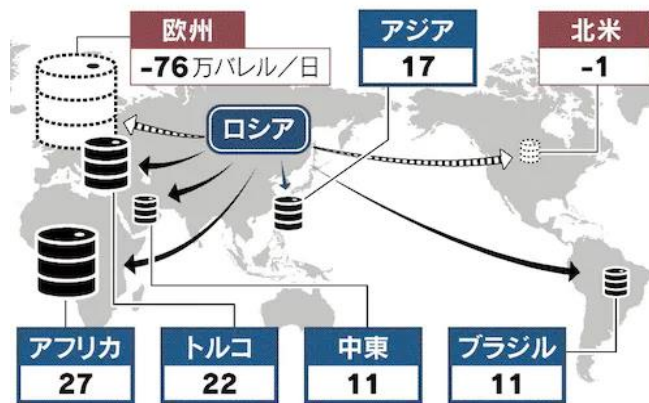 欧州
-76万バレル／日
アジア
17
北米
-1
ロシア
アフリカ
27
トルコ
22
中東
11
ブラジル
11